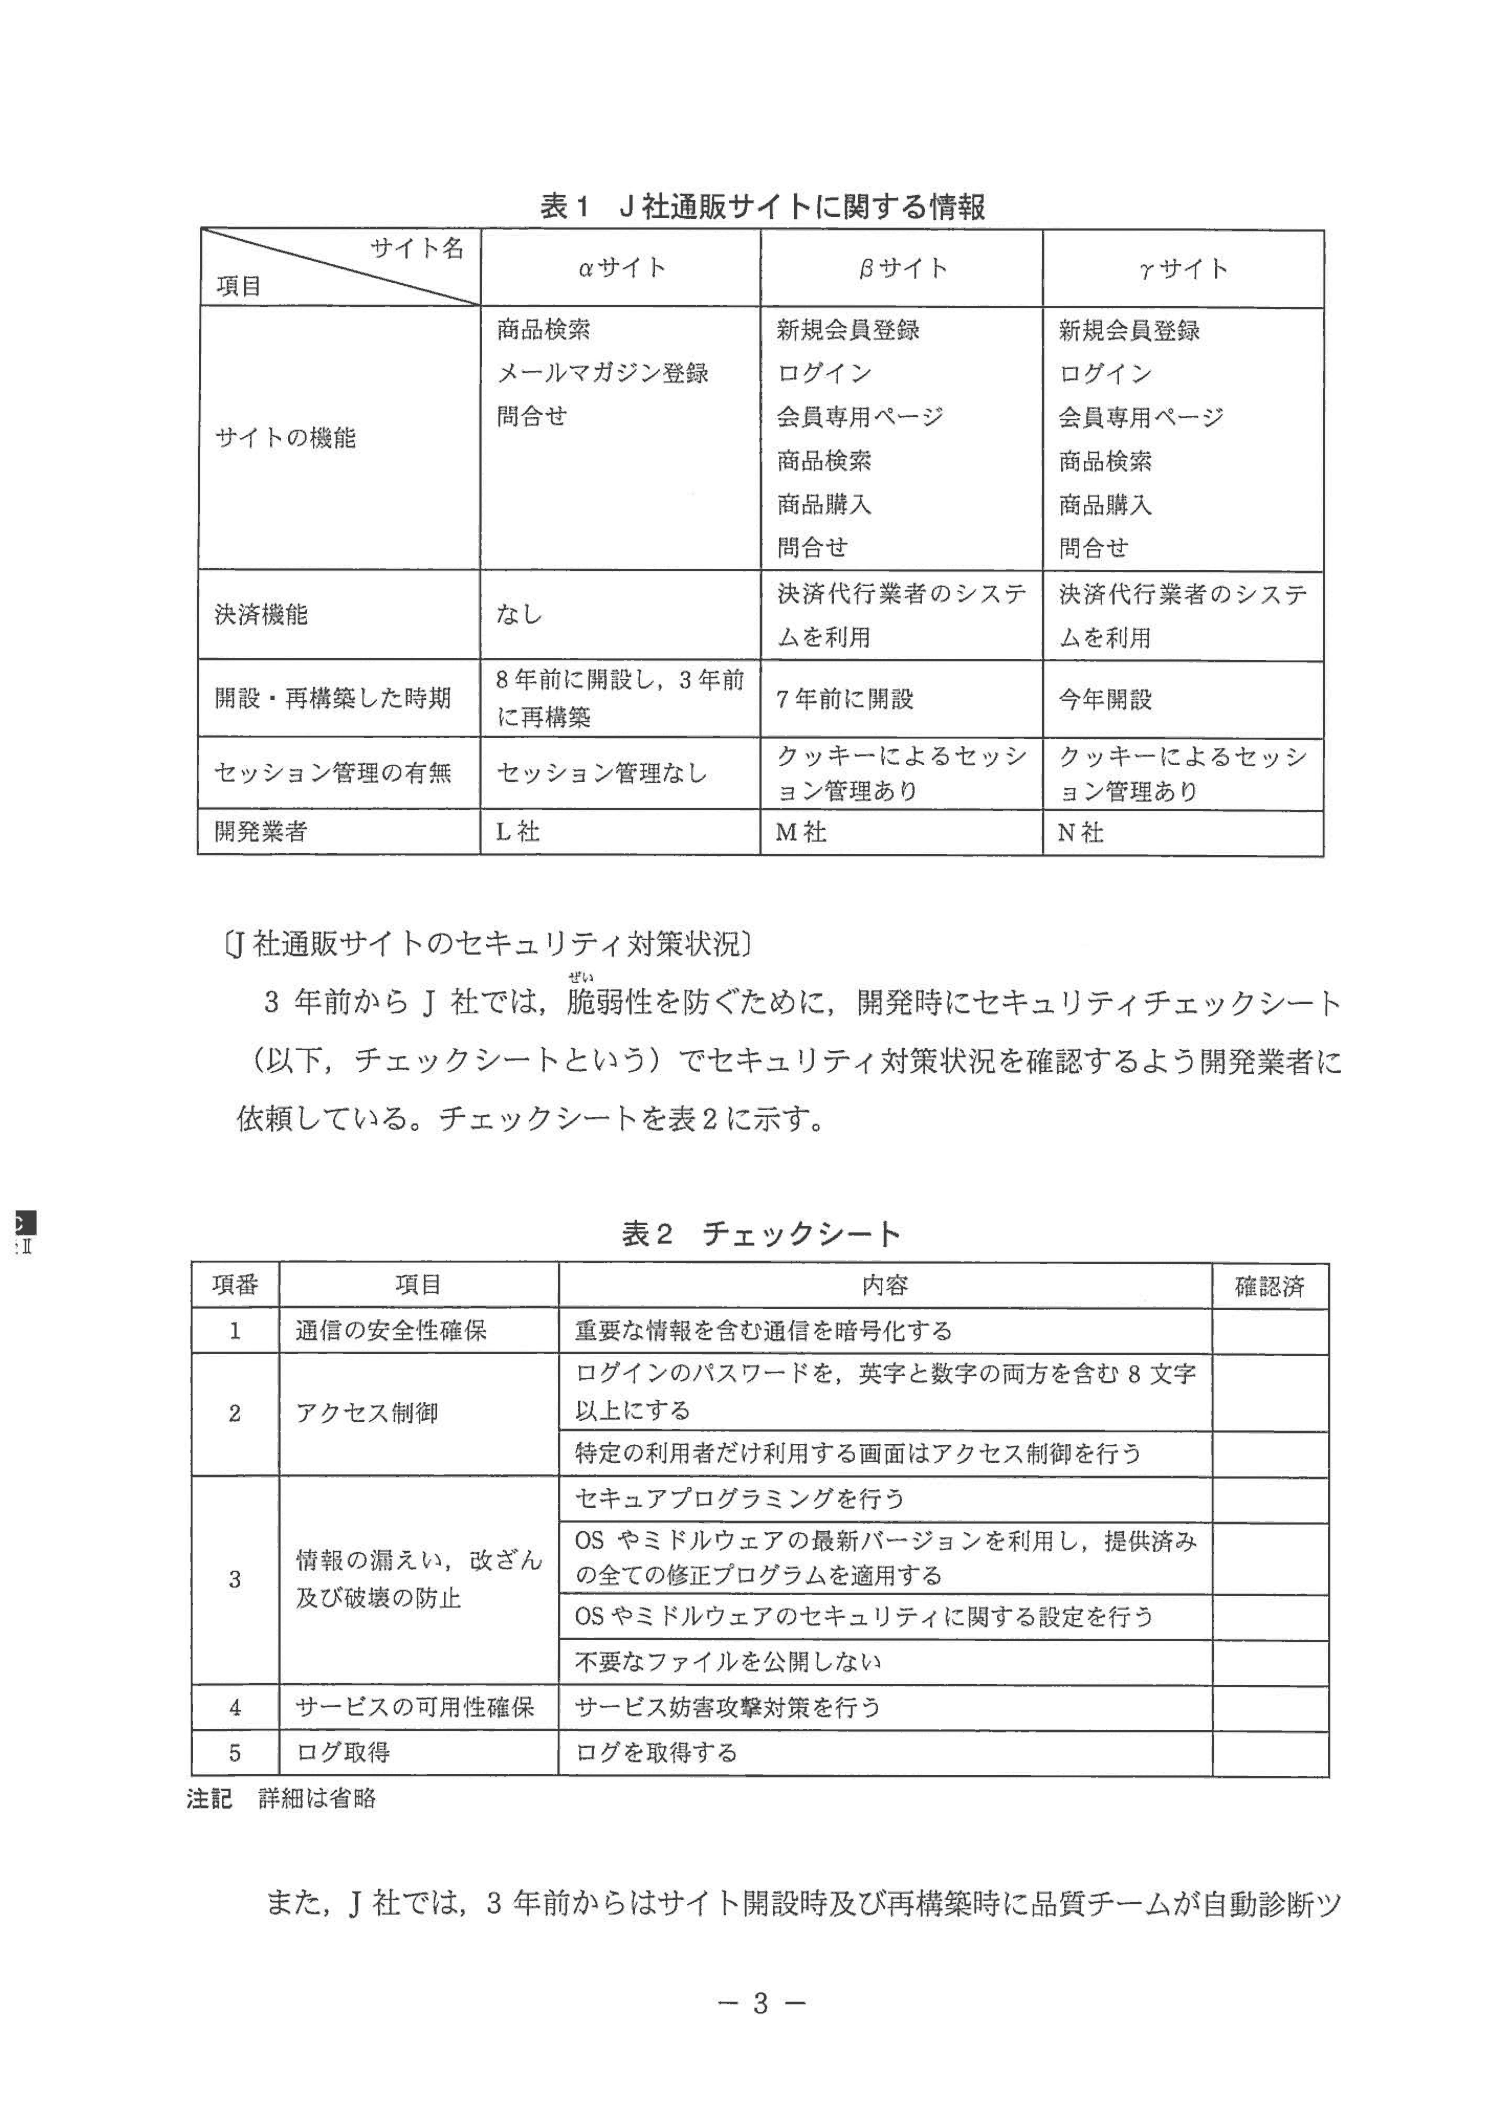 表1 J社通販サイトに関する情報
サイト名
項目
αサイト
βサイト
γサイト
サイトの機能
商品検索
メールマガジン登録
問合せ
新規会員登録
ログイン
会員専用ページ
商品検索
商品購入
問合せ
新規会員登録
ログイン
会員専用ページ
商品検索
商品購入
問合せ
決済機能
なし
決済代行業者のシステ
ムを利用
決済代行業者のシステ
ムを利用
開設・再構築した時期
8年前に開設し，3年前
に再構築
7年前に開設
今年開設
セッション管理の有無
セッション管理なし
クッキーによるセッシ
ョン管理あり
クッキーによるセッシ
ョン管理あり
開発業者
L社
M社
N社
〔J社通販サイトのセキュリティ対策状況〕
ぜい
3 年前から J 社では，脆弱性を防ぐために，開発時にセキュリティチェックシート
（以下，チェックシートという）でセキュリティ対策状況を確認するよう開発業者に
依頼している。チェックシートを表2に示す。
表2 チェックシート
項番
項目
内容
確認済
1
通信の安全性確保
重要な情報を含む通信を暗号化する
2
アクセス制御
ログインのパスワードを，英字と数字の両方を含む 8 文字
以上にする
特定の利用者だけ利用する画面はアクセス制御を行う
3
情報の漏えい，改ざん
及び破壊の防止
セキュアプログラミングを行う
OS やミドルウェアの最新バージョンを利用し，提供済み
の全ての修正プログラムを適用する
OSやミドルウェアのセキュリティに関する設定を行う
不要なファイルを公開しない
4
サービスの可用性確保
サービス妨害攻撃対策を行う
5
ログ取得
ログを取得する
注記 詳細は省略
また，J 社では，3 年前からはサイト開設時及び再構築時に品質チームが自動診断ツ
－ 3 －